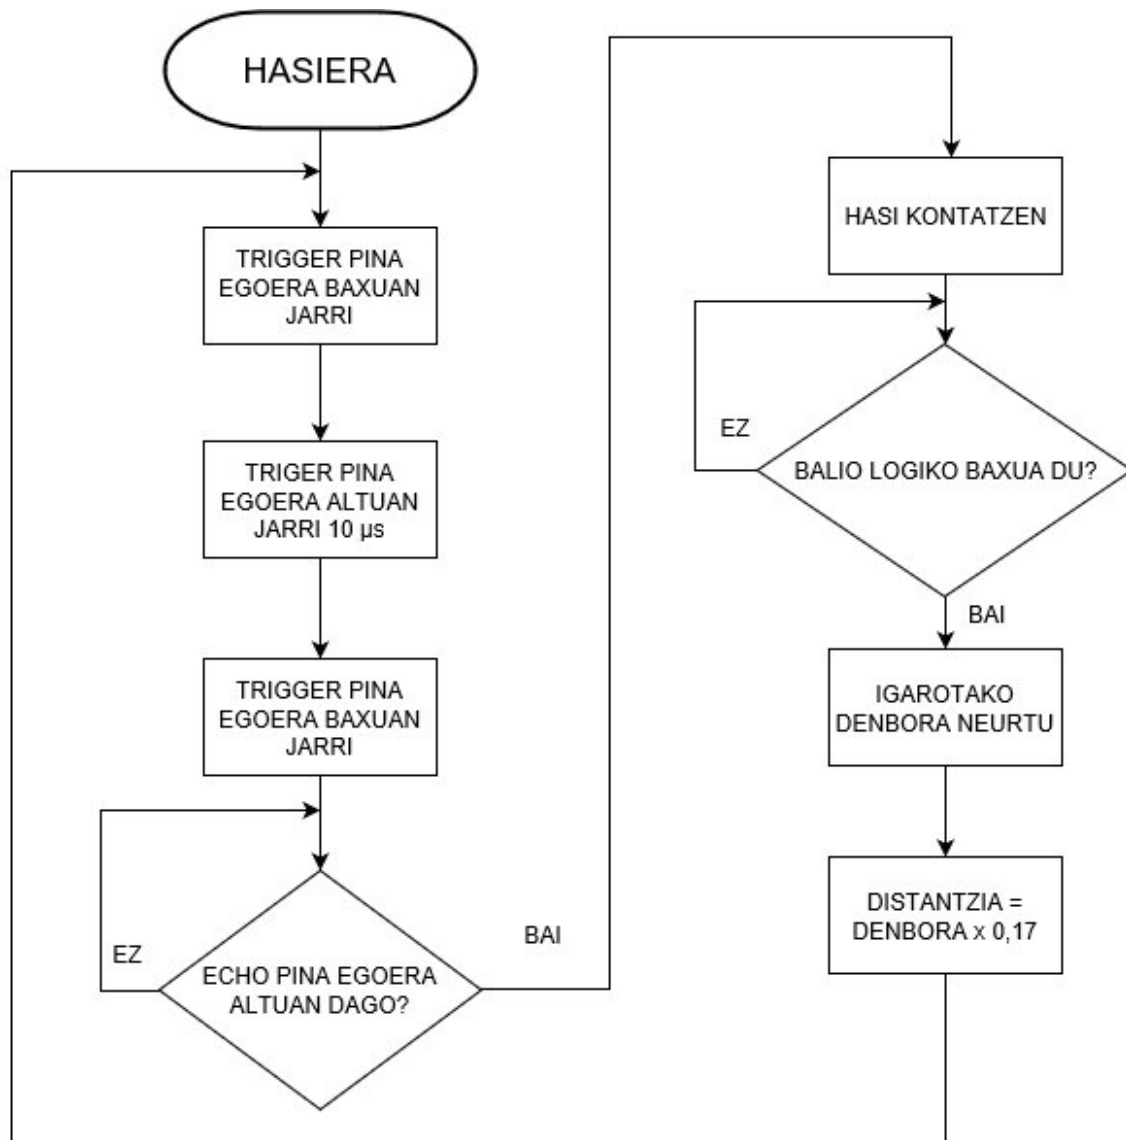 HASIERA
TRIGGER PINA
EGOERA BAXUAN
JARRI
TRIGER PINA
EGOERA ALTUAN
JARRI 10 µs
TRIGGER PINA
EGOERA BAXUAN
JARRI
EZ
ECHO PINA EGOERA
ALTUAN DAGO?
BAI
HASI KONTATZEN
EZ
BALIO LOGIKO BAXUA DU?
BAI
IGAROTAKO
DENBORA NEURTU
DISTANTZIA =
DENBORA x 0,17